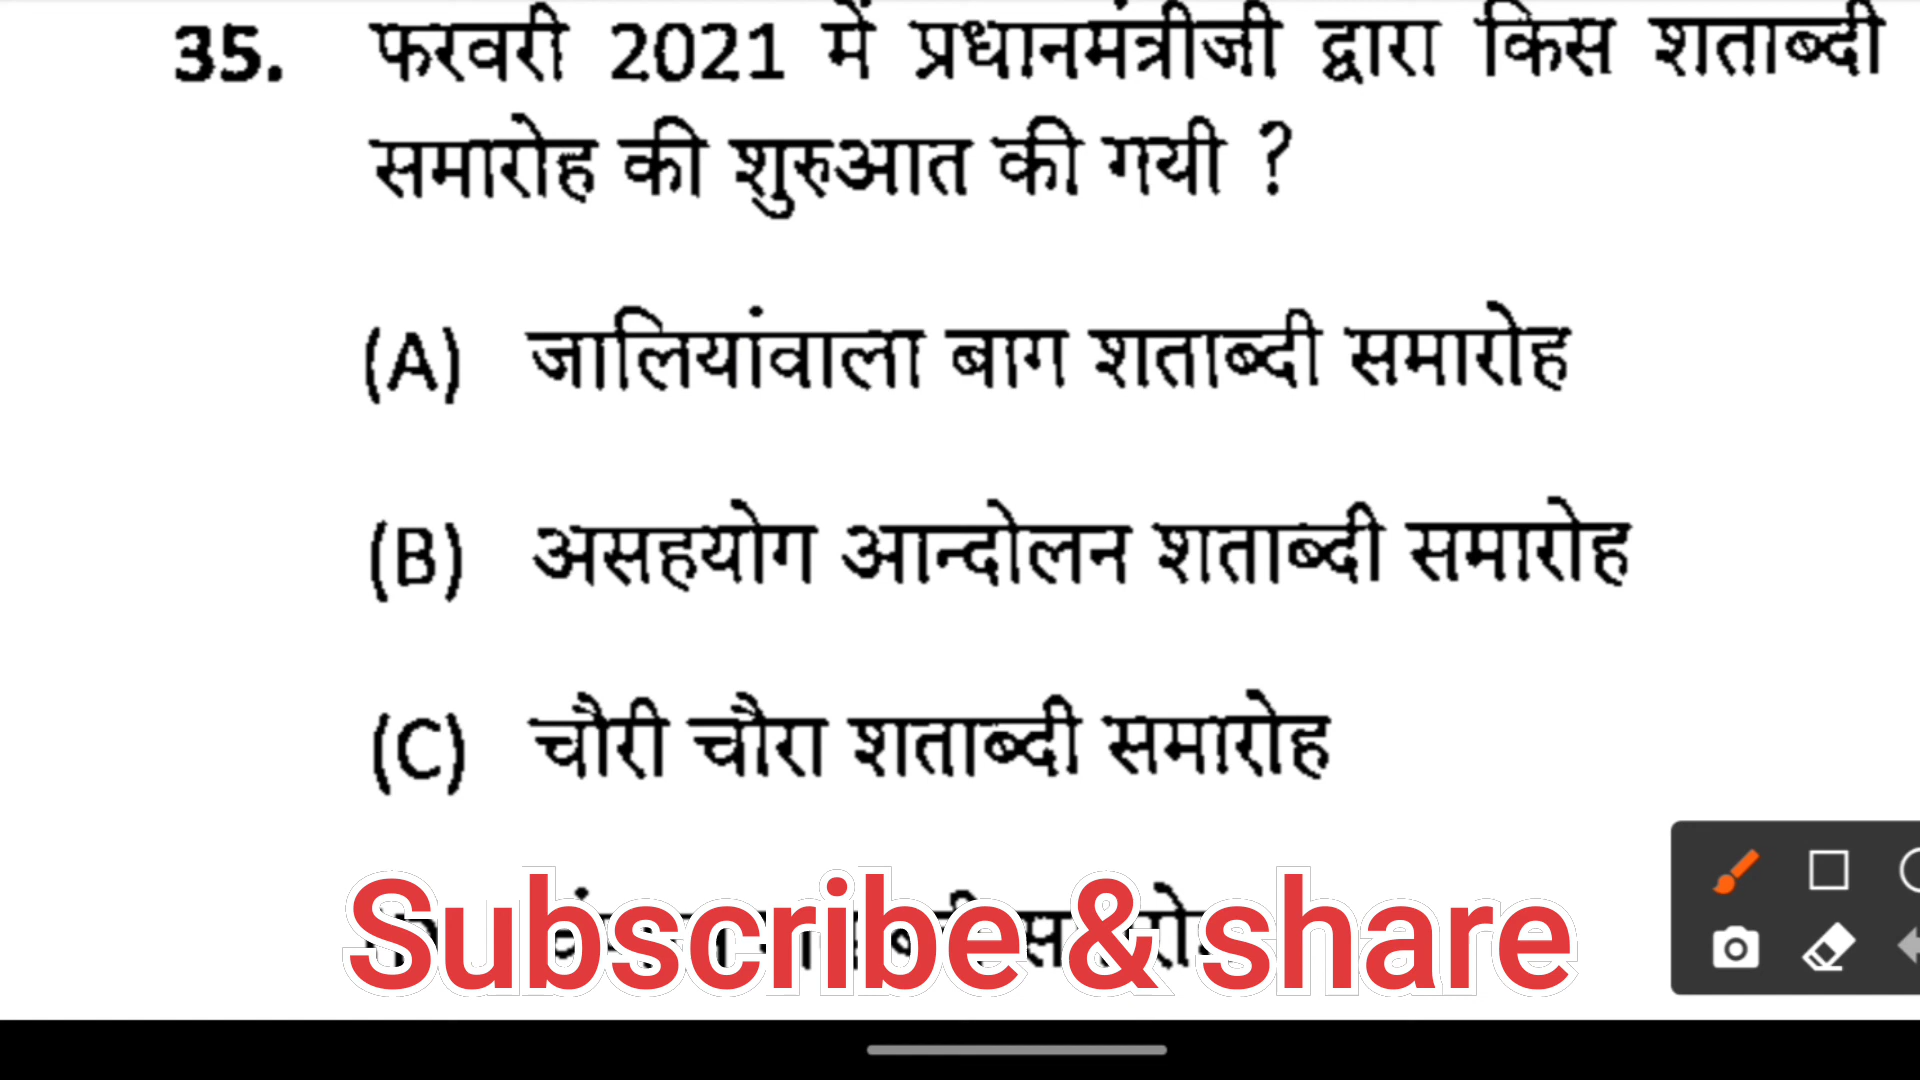 35. फरवरी 2021 में प्रधानमंत्रीजी द्वारा किस शताब्दी
समारोह की शुरुआत की गयी ?
(A) जालियांवाला बाग शताब्दी समारोह
(B) असहयोग आन्दोलन शताब्दी समारोह
(C) चौरी चौरा शताब्दी समारोह
Subscribe & share